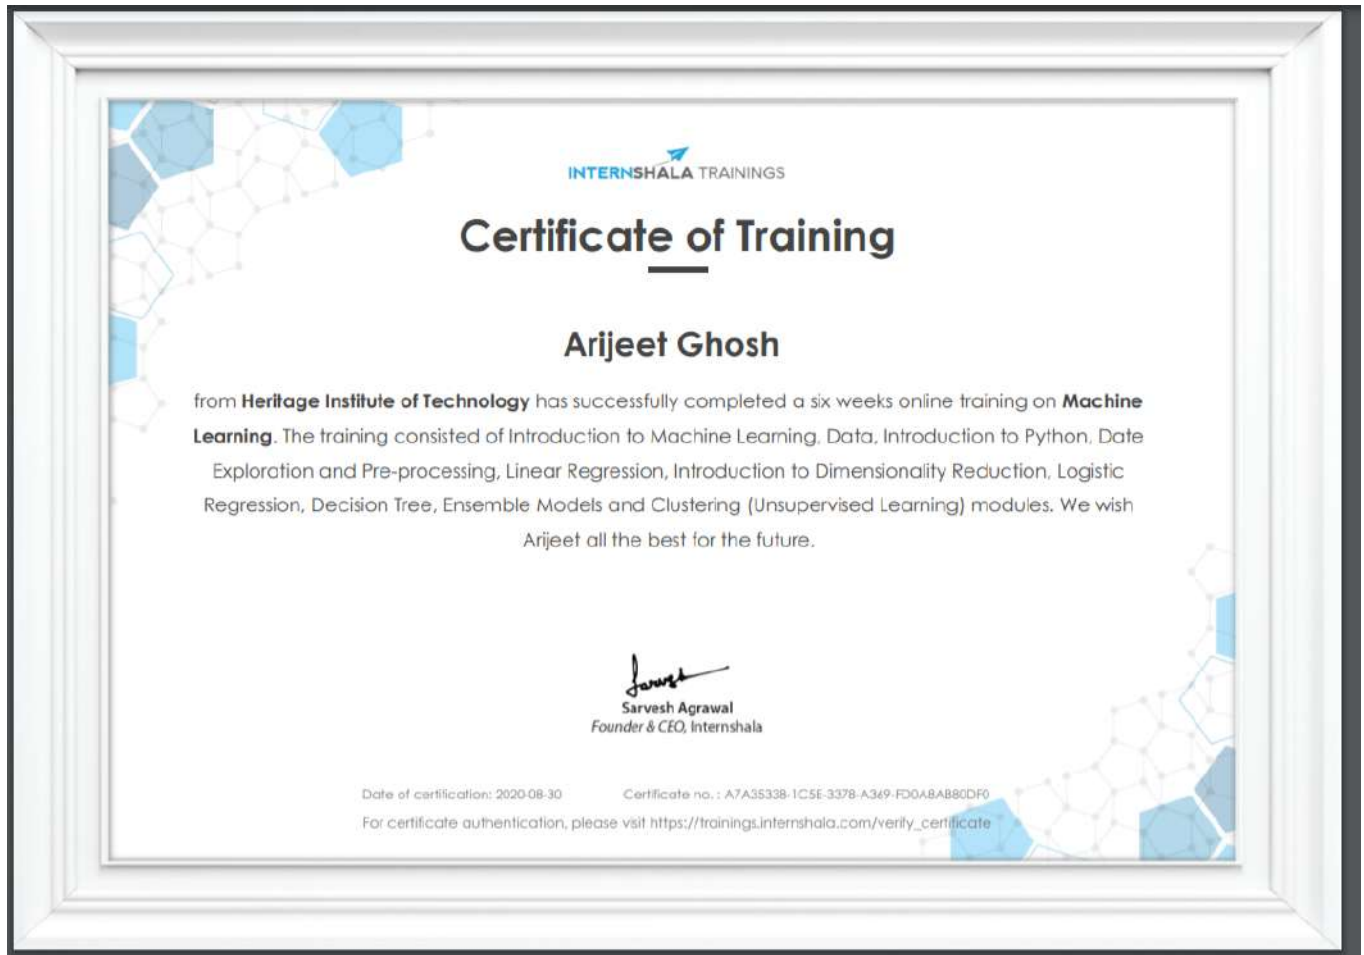 INTERNSHALA TRAININGS
Certificate of Training
Arijeet Ghosh
from Heritage Institute of Technology has successfully completed a six weeks online training on Machine
Learning. The training consisted of Introduction to Machine Learning, Data, Introduction to Python, Date
Exploration and Pre-processing, Linear Regression, Introduction to Dimensionality Reduction, Logistic
Regression, Decision Tree, Ensemble Models and Clustering (Unsupervised Learning) modules. We wish
Arijeet all the best for the future.
Sarvesh
Sarvesh Agrawal
Founder & CEO, Internshala
Date of certification: 2020-08-30 Certificate no. : A7A35338-1C5E-3378-A369-FD0A8AB80DF0
For certificate authentication, please visit https://trainings.internshala.com/verify_certificate